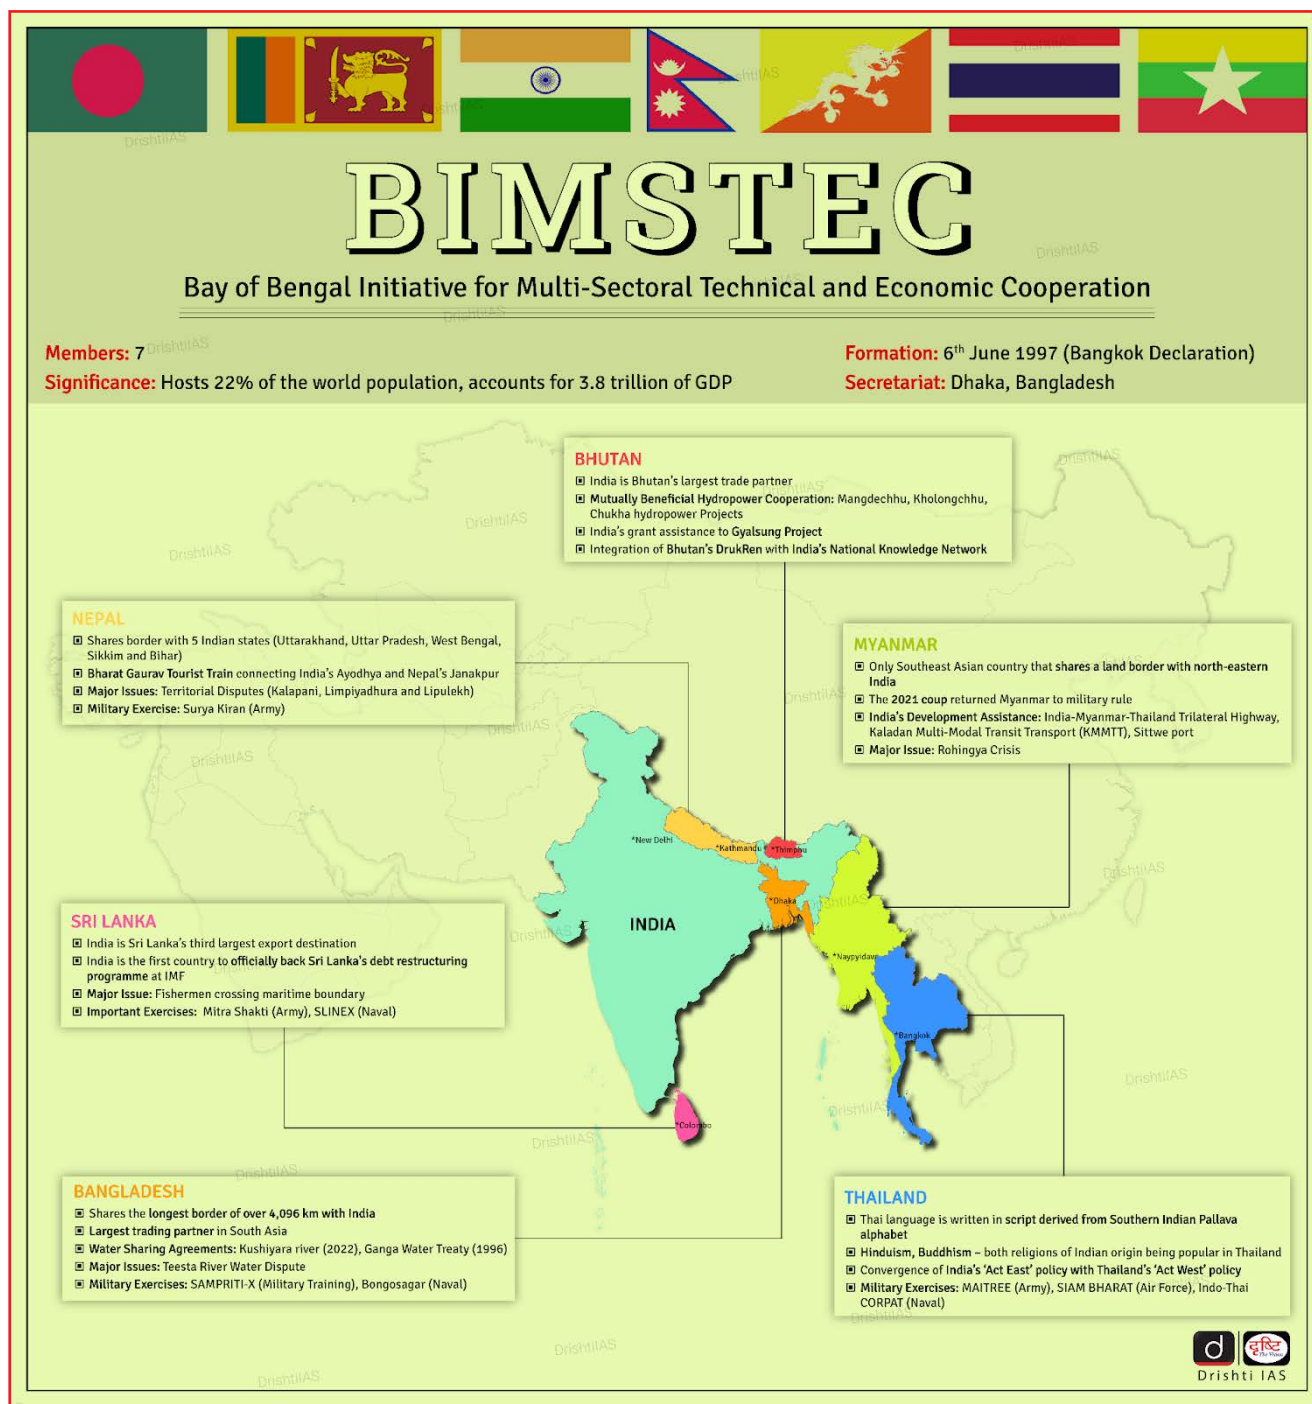 BIMSTEC
Bay of Bengal Initiative for Multi-Sectoral Technical and Economic Cooperation
Members: 7
Significance: Hosts 22% of the world population, accounts for 3.8 trillion of GDP
Formation: 6th June 1997 (Bangkok Declaration)
Secretariat: Dhaka, Bangladesh
BHUTAN
India is Bhutan's largest trade partner
Mutually Beneficial Hydropower Cooperation: Mangdechhu, Kholongchhu,
Chukha hydropower Projects
India's grant assistance to Gyalsung Project
Integration of Bhutan's DrukRen with India's National Knowledge Network
NEPAL
Shares border with 5 Indian states (Uttarakhand, Uttar Pradesh, West Bengal,
Sikkim and Bihar)
Bharat Gaurav Tourist Train connecting India's Ayodhya and Nepal's Janakpur
Major Issues: Territorial Disputes (Kalapani, Limpiyadhura and Lipulekh)
Military Exercise: Surya Kiran (Army)
MYANMAR
Only Southeast Asian country that shares a land border with north-eastern
India
The 2021 coup returned Myanmar to military rule
India's Development Assistance: India-Myanmar-Thailand Trilateral Highway,
Kaladan Multi-Modal Transit Transport (KMMTT), Sittwe port
Major Issue: Rohingya Crisis
*New Delhi
*Kathmandu
*Thimphu
*Dhaka
INDIA
*Naypyidaw
*Bangkok
*Colombo
SRI LANKA
India is Sri Lanka's third largest export destination
India is the first country to officially back Sri Lanka's debt restructuring
programme at IMF
Major Issue: Fishermen crossing maritime boundary
Important Exercises: Mitra Shakti (Army), SLINEX (Naval)
BANGLADESH
Shares the longest border of over 4,096 km with India
Largest trading partner in South Asia
Water Sharing Agreements: Kushiyara river (2022), Ganga Water Treaty (1996)
Major Issues: Teesta River Water Dispute
Military Exercises: SAMPRITI-X (Military Training), Bongosagar (Naval)
THAILAND
Thai language is written in script derived from Southern Indian Pallava
alphabet
Hinduism, Buddhism – both religions of Indian origin being popular in Thailand
Convergence of India's 'Act East' policy with Thailand's 'Act West' policy
Military Exercises: MAITREE (Army), SIAM BHARAT (Air Force), Indo-Thai
CORPAT (Naval)
d
दृष्टि
The Vision
Drishti IAS
DrishtiIAS